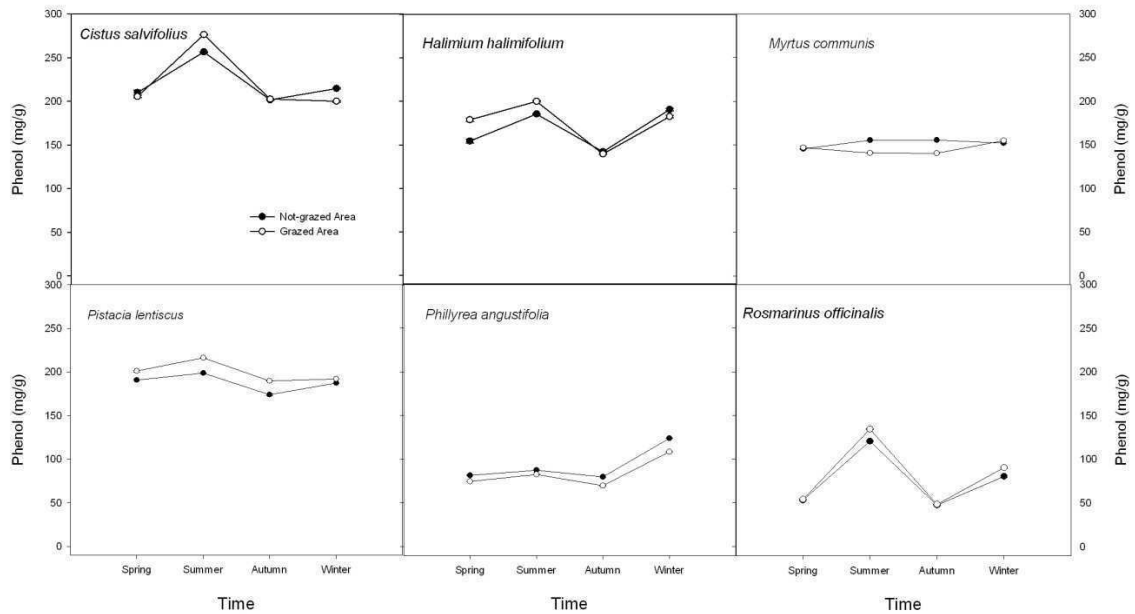 Cistus salvifolius
Halimium halimifolium
Myrtus communis
Phenol (mg/g)
300
250
200
150
100
50
0
Not-grazed Area
Grazed Area
300
250
200
150
100
50
0
Phenol (mg/g)
Pistacia lentiscus
Phillyrea angustifolia
Rosmarinus officinalis
Phenol (mg/g)
300
250
200
150
100
50
0
300
250
200
150
100
50
0
Phenol (mg/g)
Spring Summer Autumn Winter
Spring Summer Autumn Winter
Spring Summer Autumn Winter
Time
Time
Time